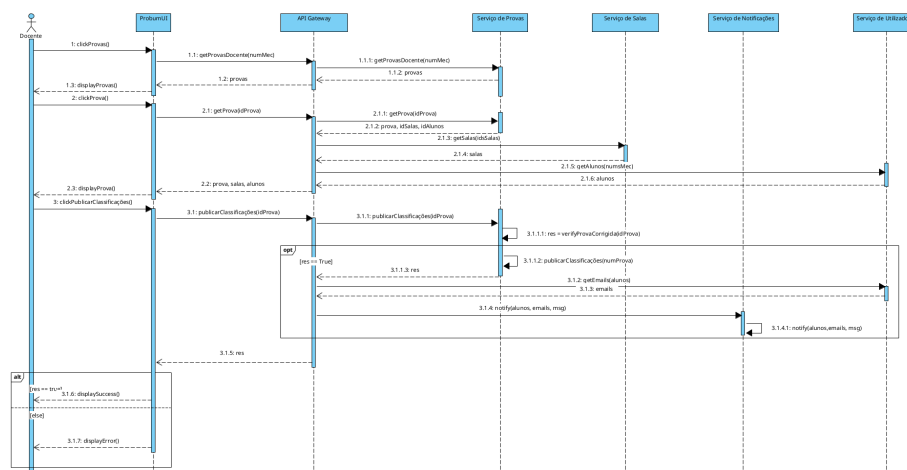 Docente
ProbumUI
API Gateway
Serviço de Provas
Serviço de Salas
Serviço de Notificações
Serviço de Utilizado
1: clickProvas()
1.1: getProvasDocente(numMec)
1.1.1: getProvasDocente(numMec)
1.1.2: provas
1.2: provas
1.3: displayProvas()
2: clickProva()
2.1: getProva(idProva)
2.1.1: getProva(idProva)
2.1.2: prova, idSalas, idAlunos
2.1.3: getSalas(idsSalas)
2.1.4: salas
2.1.5: getAlunos(numsMec)
2.1.6: alunos
2.2: prova, salas, alunos
2.3: displayProva()
3: clickPublicarClassificações()
3.1: publicarClassificações(idProva)
3.1.1: publicarClassificações(idProva)
3.1.1.1: res = verifyProvaCorrigida(idProva)
opt
[res == True]
3.1.1.2: publicarClassificações(numProva)
3.1.1.3: res
3.1.2: getEmails(alunos)
3.1.3: emails
3.1.4: notify(alunos, emails, msg)
3.1.4.1: notify(alunos,emails, msg)
3.1.5: res
alt
[res == true]
3.1.6: displaySuccess()
[else]
3.1.7: displayError()